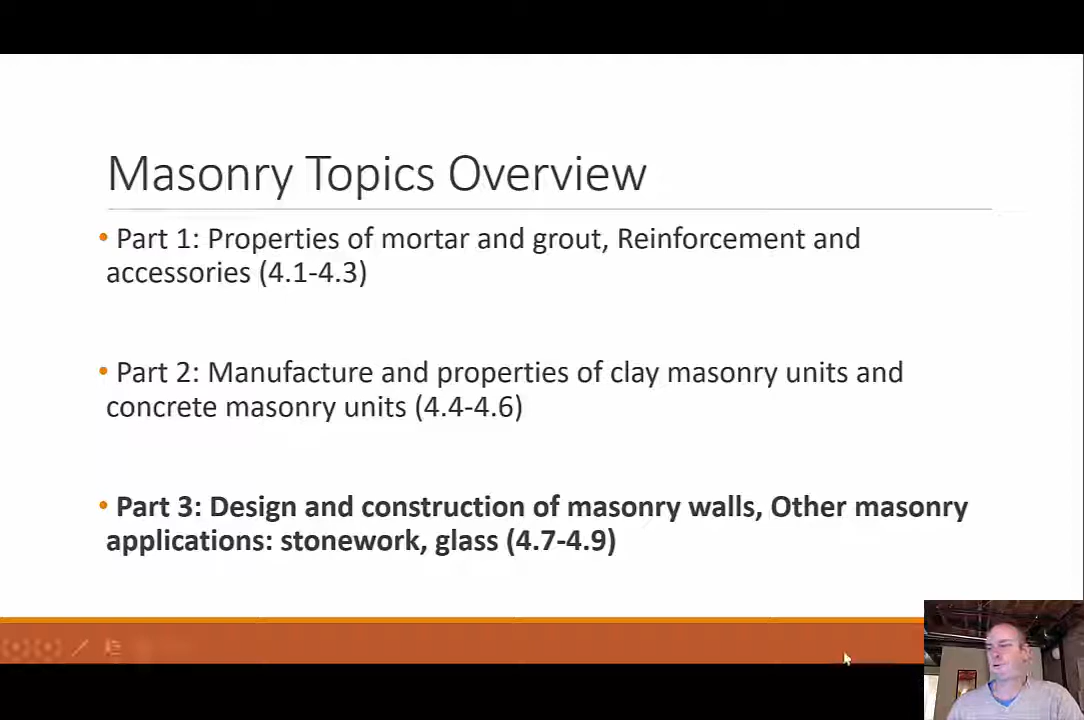 Masonry Topics Overview
• Part 1: Properties of mortar and grout, Reinforcement and
accessories (4.1-4.3)
• Part 2: Manufacture and properties of clay masonry units and
concrete masonry units (4.4-4.6)
• Part 3: Design and construction of masonry walls, Other masonry
applications: stonework, glass (4.7-4.9)